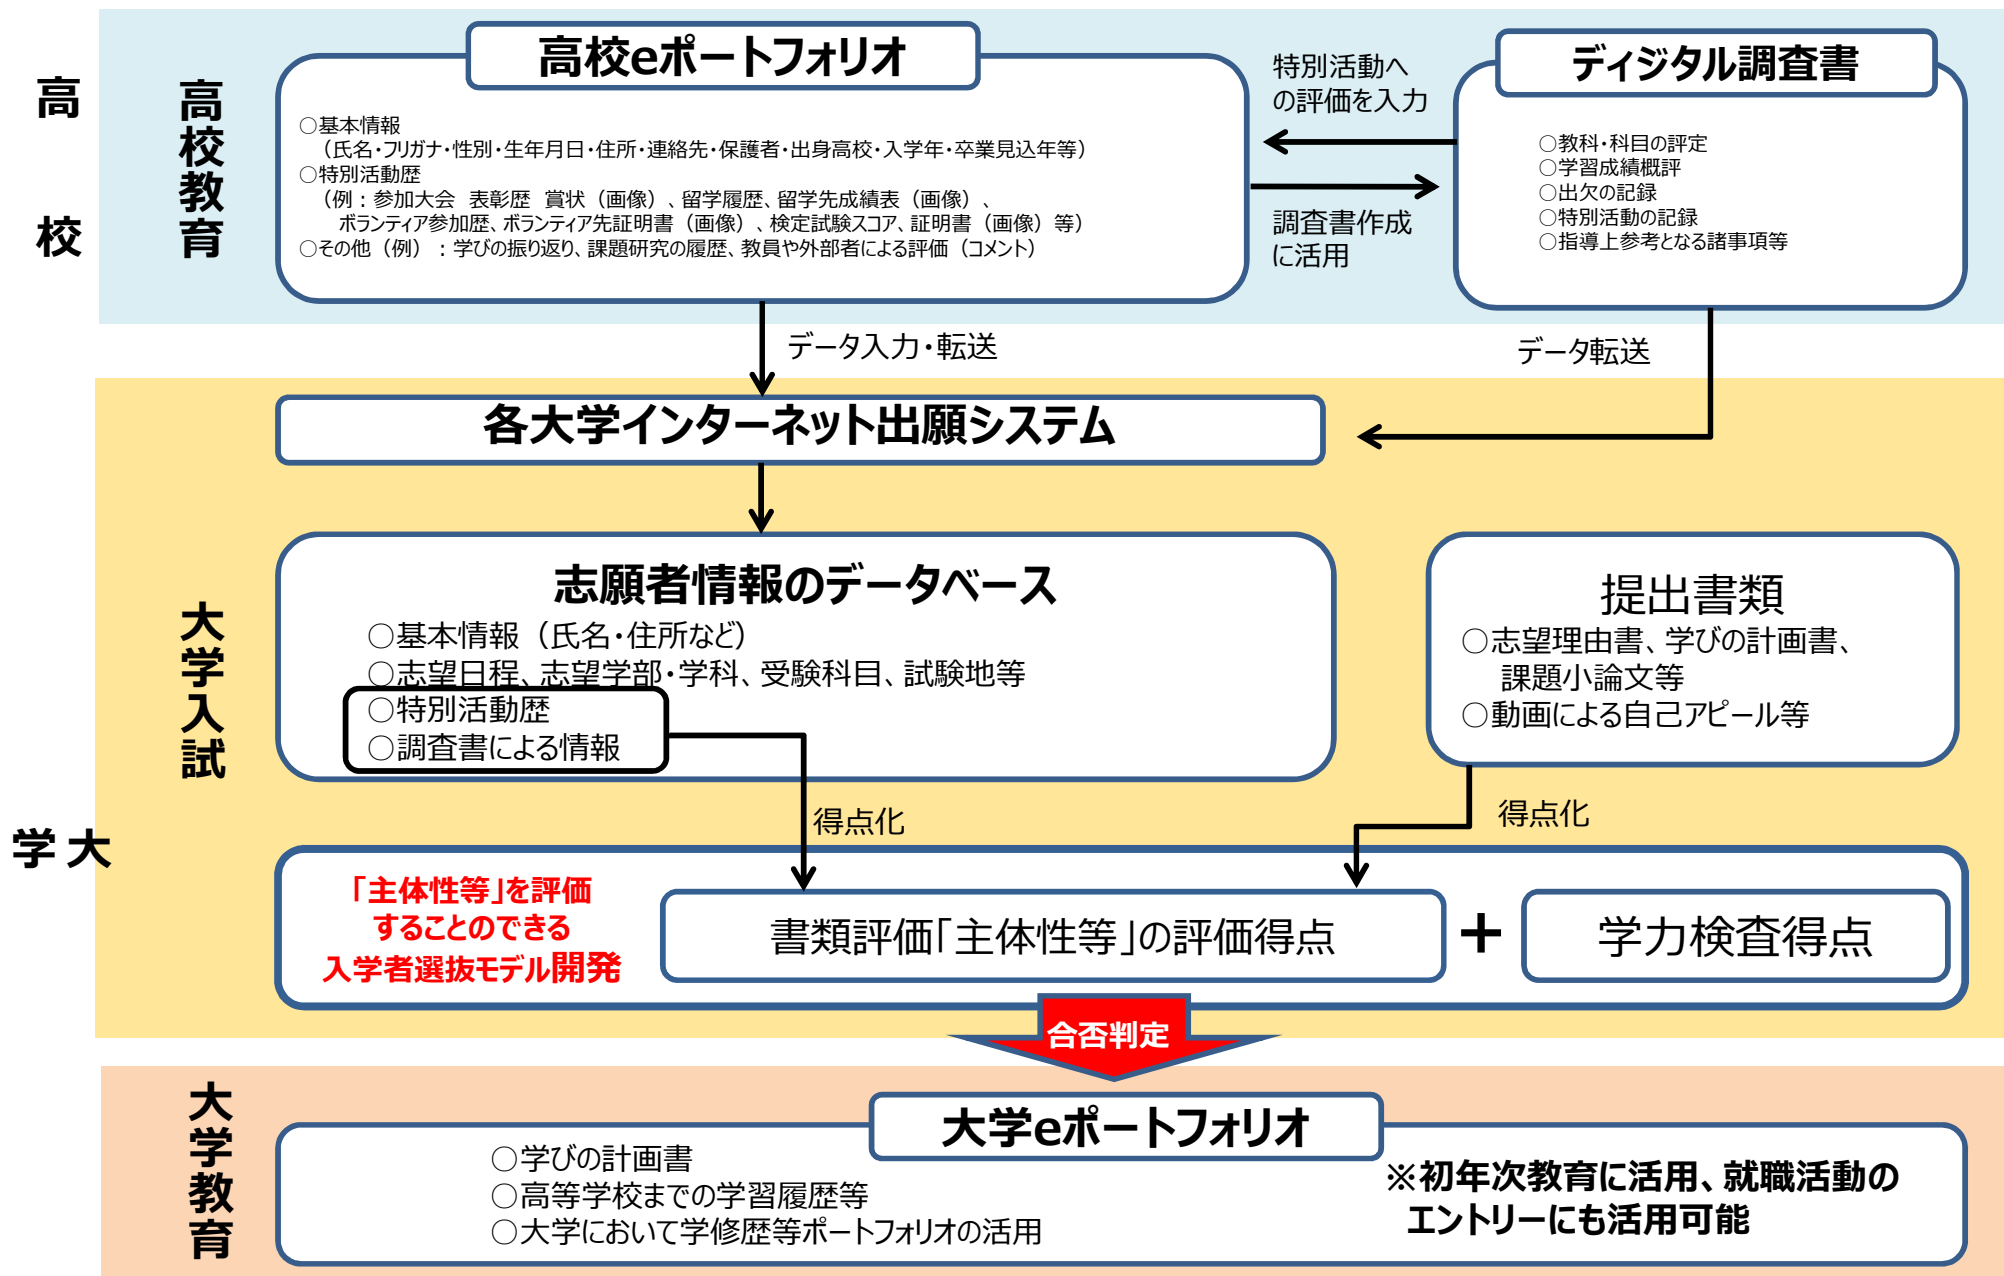 高校
高校教育
高校eポートフォリオ
○基本情報
（氏名・フリガナ・性別・生年月日・住所・連絡先・保護者・出身高校・入学年・卒業見込年等）
○特別活動歴
（例：参加大会　表彰歴　賞状（画像）、留学履歴、留学先成績表（画像）、
ボランティア参加歴、ボランティア先証明書（画像）、検定試験スコア、証明書（画像）等）
○その他（例）：学びの振り返り、課題研究の履歴、教員や外部者による評価（コメント）
特別活動へ
の評価を入力
調査書作成
に活用
ディジタル調査書
○教科・科目の評定
○学習成績概評
○出欠の記録
○特別活動の記録
○指導上参考となる諸事項等
データ入力・転送
データ転送
学大
大学入試
各大学インターネット出願システム
志願者情報のデータベース
○基本情報（氏名・住所など）
○志望日程、志望学部・学科、受験科目、試験地等
○特別活動歴
○調査書による情報
提出書類
○志望理由書、学びの計画書、
課題小論文等
○動画による自己アピール等
得点化
得点化
「主体性等」を評価
することのできる
入学者選抜モデル開発
書類評価「主体性等」の評価得点
＋
学力検査得点
合否判定
大学教育
大学eポートフォリオ
○学びの計画書
○高等学校までの学習履歴等
○大学において学修歴等ポートフォリオの活用
※初年次教育に活用、就職活動の
エントリーにも活用可能